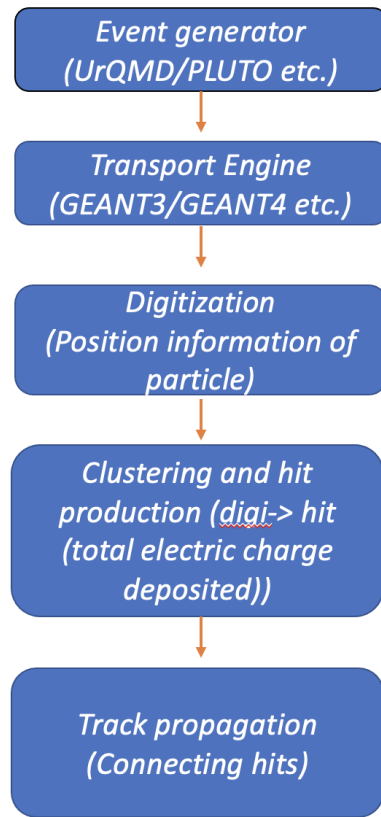 Event generator
(UrQMD/PLUTO etc.)
Transport Engine
(GEANT3/GEANT4 etc.)
Digitization
(Position information of
particle)
Clustering and hit
production (digi-> hit
(total electric charge
deposited))
Track propagation
(Connecting hits)